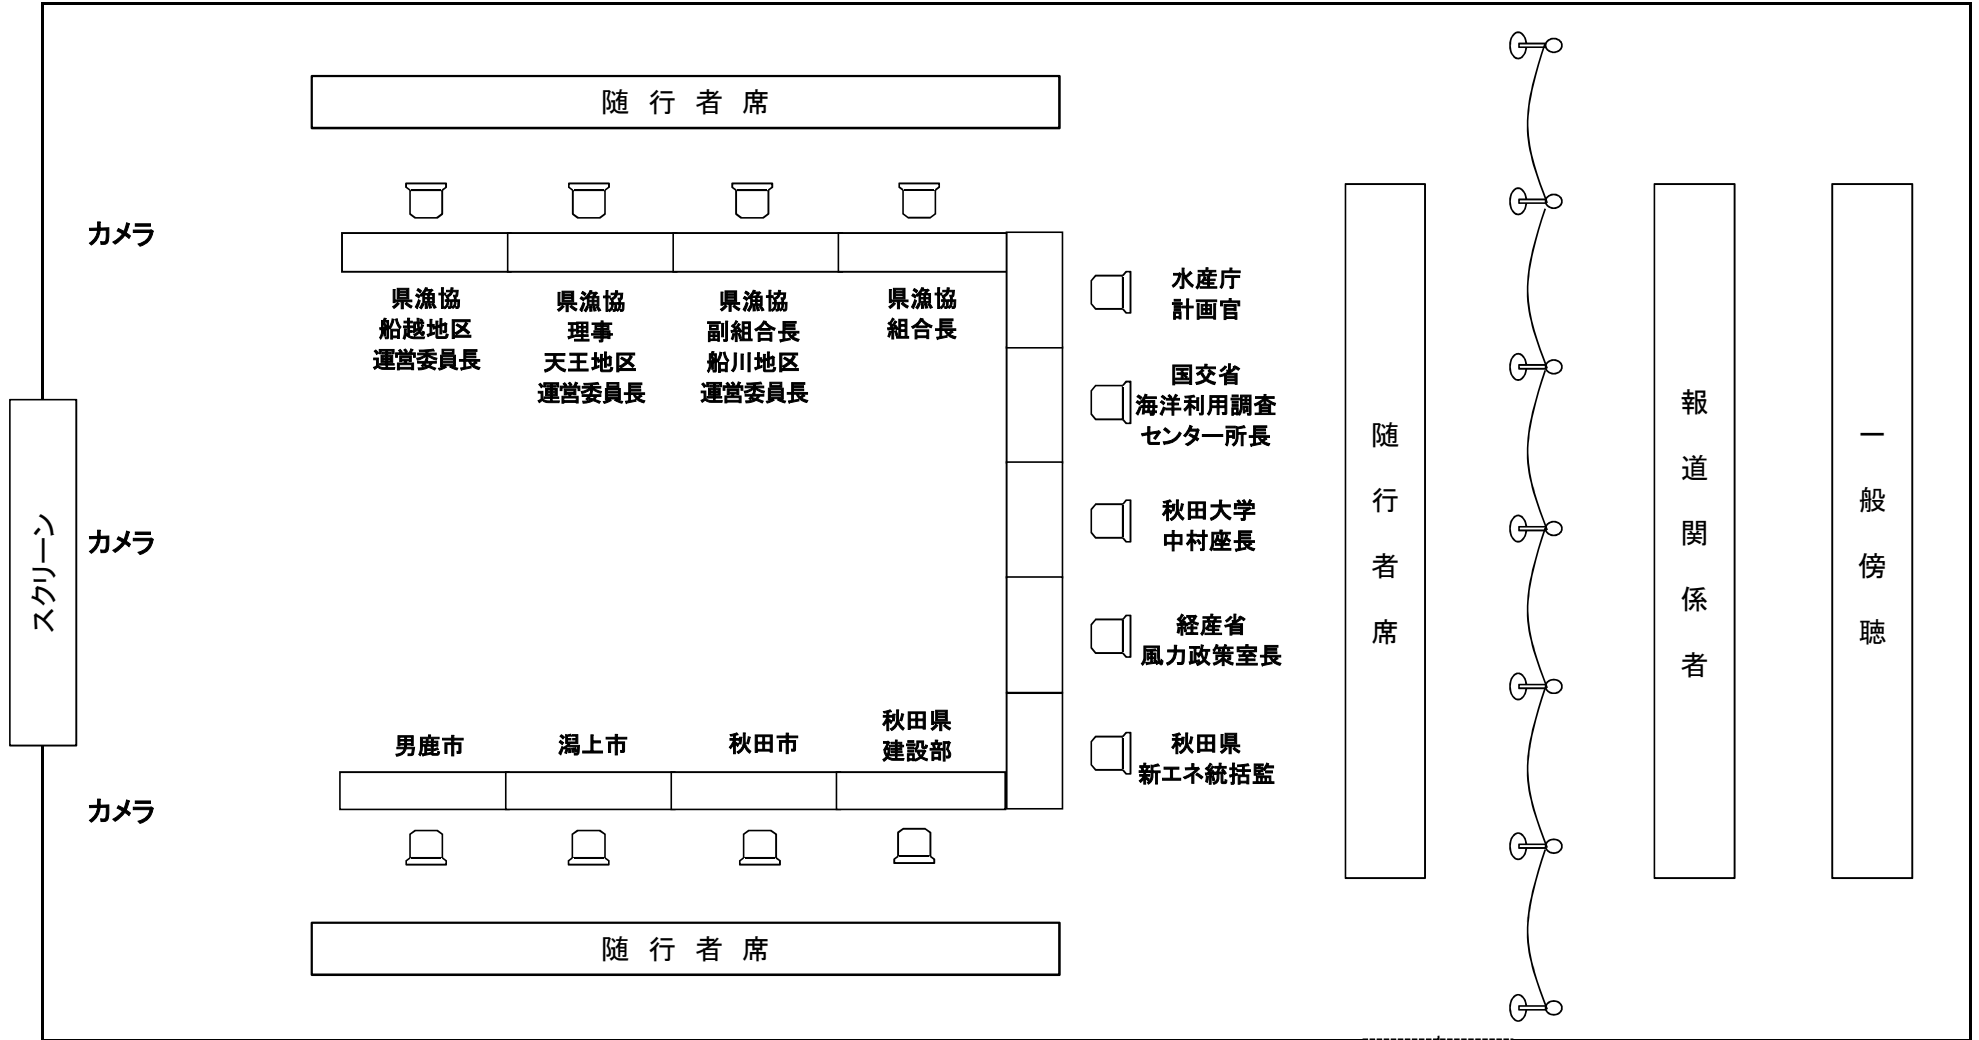 随行者席
カメラ
県漁協
船越地区
運営委員長
県漁協
理事
天王地区
運営委員長
県漁協
副組合長
船川地区
運営委員長
県漁協
組合長
水産庁
計画官
国交省
海洋利用調査
センター所長
秋田大学
中村座長
経産省
風力政策室長
秋田県
新エネ統括監
スクリーン
カメラ
カメラ
男鹿市
潟上市
秋田市
秋田県
建設部
随行者席
随行者席
報道関係者
一般傍聴